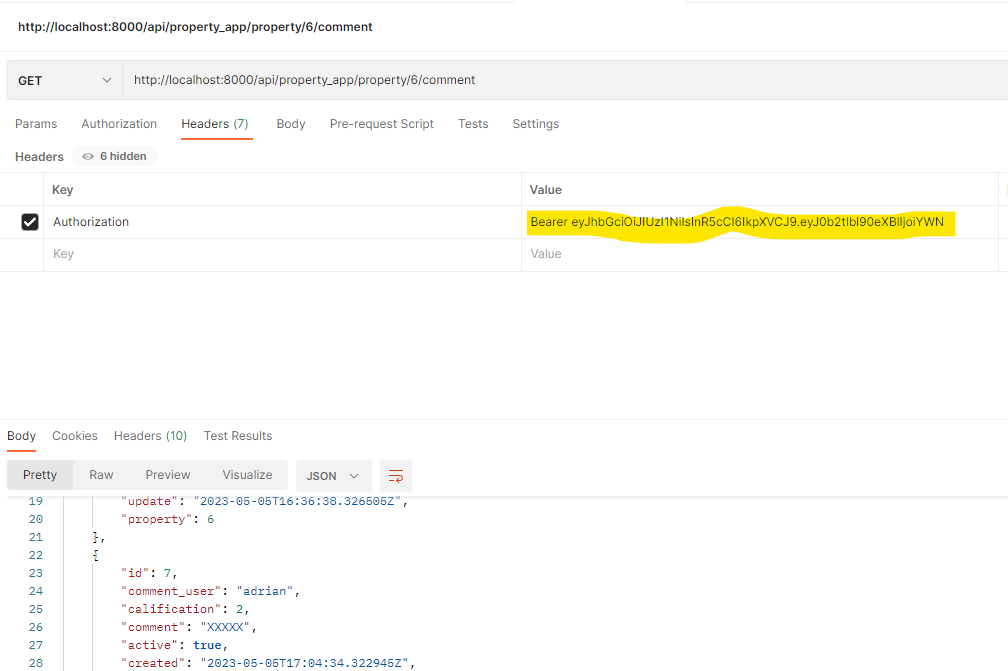 http://localhost:8000/api/property_app/property/6/comment
GET http://localhost:8000/api/property_app/property/6/comment
Params Authorization Headers (7) Body Pre-request Script Tests Settings
Headers 6 hidden
Key Value
Authorization Bearer eyJhbGciOiJIUzI1NiIsInR5cCI6IkpXVCJ9.eyJ0b2tlbl90eXBlIjoiYWN
Key Value
Body Cookies Headers (10) Test Results
Pretty Raw Preview Visualize JSON
19 "update": "2023-05-05T16:36:38.326505Z",
20 "property": 6
21 },
22 {
23 "id": 7,
24 "comment_user": "adrian",
25 "calification": 2,
26 "comment": "XXXXX",
27 "active": true,
28 "created": "2023-05-05T17:04:34.322945Z",